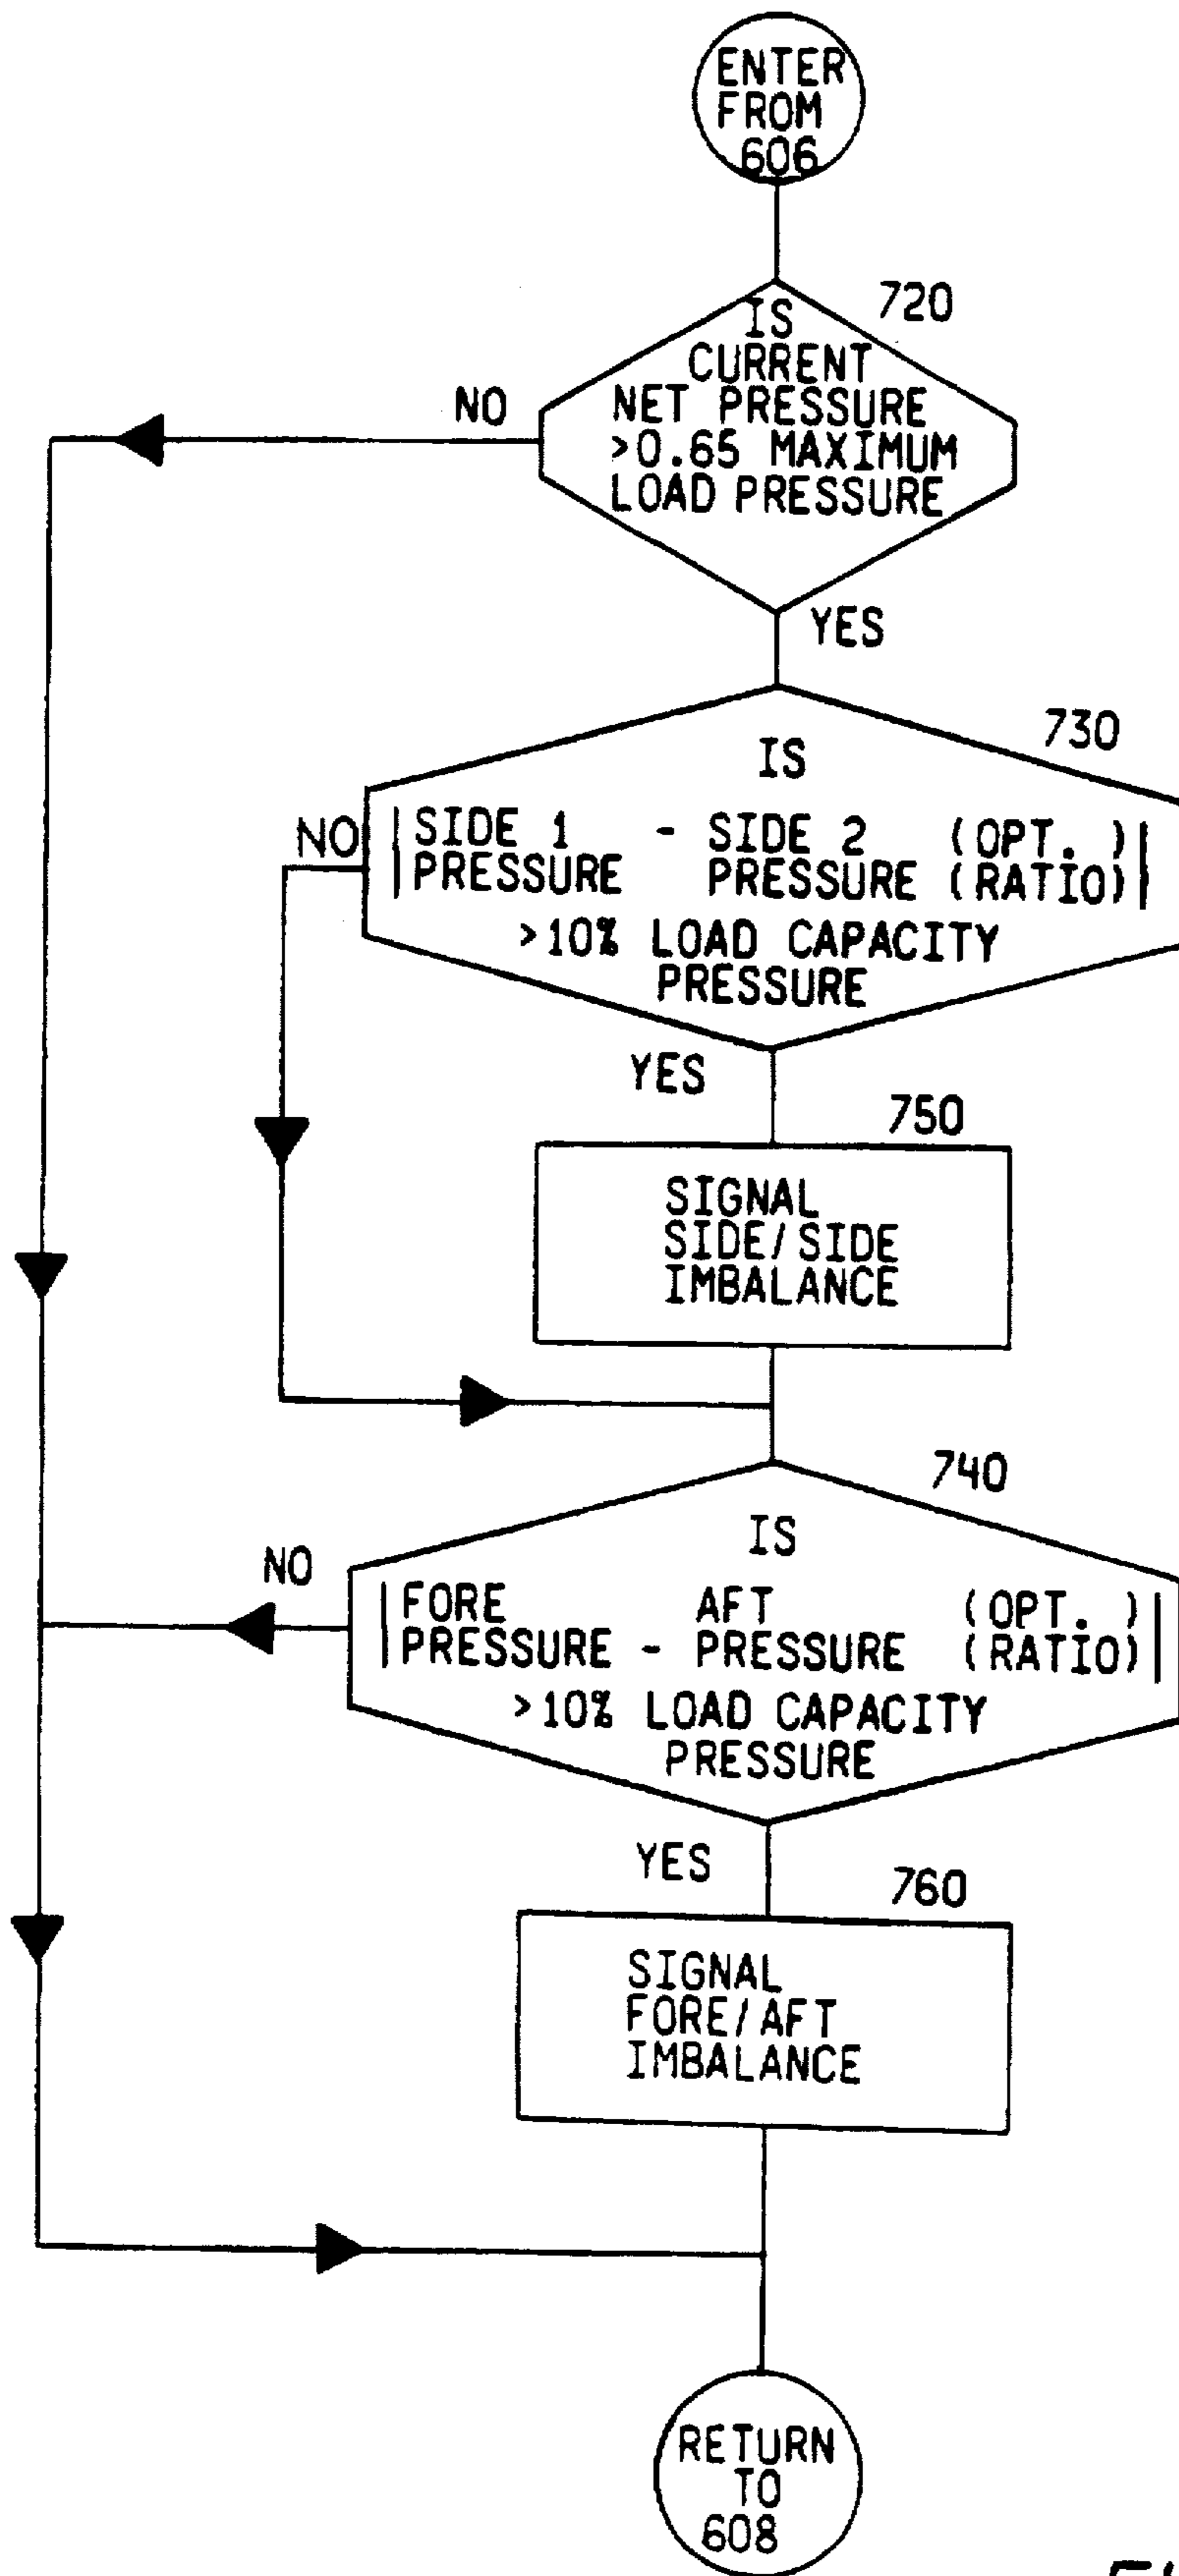 ENTER
FROM
606
720
IS
CURRENT
NET PRESSURE
>0.65 MAXIMUM
LOAD PRESSURE
NO
YES
730
IS
NO
|SIDE 1 - SIDE 2 (OPT. )|
|PRESSURE PRESSURE (RATIO)|
>10% LOAD CAPACITY
PRESSURE
YES
750
SIGNAL
SIDE/SIDE
IMBALANCE
740
IS
NO
|FORE AFT (OPT. )|
|PRESSURE - PRESSURE (RATIO)|
>10% LOAD CAPACITY
PRESSURE
YES
760
SIGNAL
FORE/AFT
IMBALANCE
RETURN
TO
608